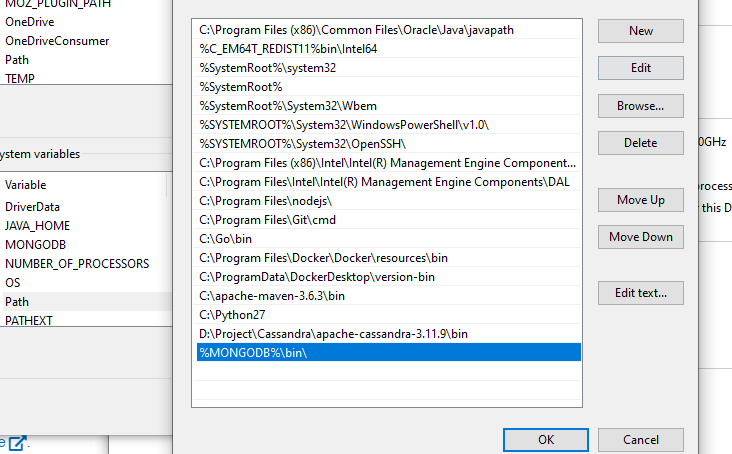 MOZ_PLUGIN_PATH
OneDrive
OneDriveConsumer
Path
TEMP
ystem variables
Variable
DriverData
JAVA_HOME
MONGODB
NUMBER_OF_PROCESSORS
OS
Path
PATHEXT
e
.
C:\Program Files (x86)\Common Files\Oracle\Java\javapath
%C_EM64T_REDIST11%bin\Intel64
%SystemRoot%\system32
%SystemRoot%
%SystemRoot%\System32\Wbem
%SYSTEMROOT%\System32\WindowsPowerShell\v1.0\
%SYSTEMROOT%\System32\OpenSSH\
C:\Program Files (x86)\Intel\Intel(R) Management Engine Component...
C:\Program Files\Intel\Intel(R) Management Engine Components\DAL
C:\Program Files\nodejs\
C:\Program Files\Git\cmd
C:\Go\bin
C:\Program Files\Docker\Docker\resources\bin
C:\ProgramData\DockerDesktop\version-bin
C:\apache-maven-3.6.3\bin
C:\Python27
D:\Project\Cassandra\apache-cassandra-3.11.9\bin
%MONGODB%\bin\
New
Edit
Browse...
Delete
Move Up
Move Down
Edit text...
OK
Cancel
0GHz
process
r this D